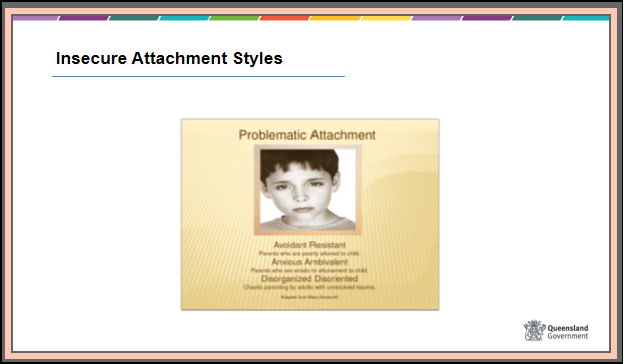 Insecure Attachment Styles
Problematic Attachment
Avoidant Resistant
Parents who are poorly attuned to child.
Anxious Ambivalent
Parents who are erratic in attunement to child.
Disorganized Disoriented
Chaotic parenting by adults with unresolved trauma.
Adapted from Mary Ainsworth
Queensland
Government